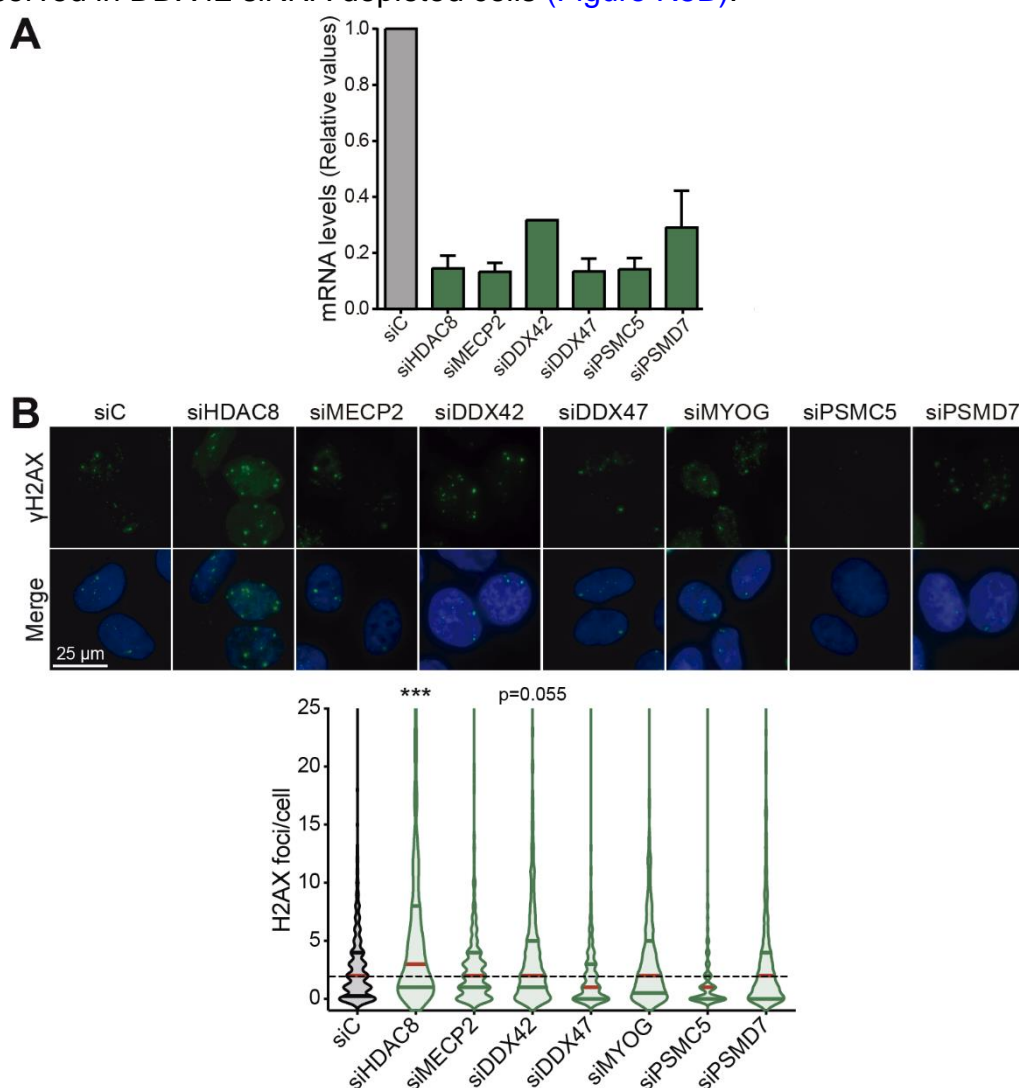 (Figure R3B).
A
mRNA levels (Relative values)
1.0
0.8
0.6
0.4
0.2
0.0
siC
siHDAC8
siMECP2
siDDX42
siDDX47
siPSMC5
siPSMD7
B
siC siHDAC8 siMECP2 siDDX42 siDDX47 siMYOG siPSMC5 siPSMD7
γH2AX
Merge
25 µm
*** p=0.055
H2AX foci/cell
25
20
15
10
5
0
siC
siHDAC8
siMECP2
siDDX42
siDDX47
siMYOG
siPSMC5
siPSMD7